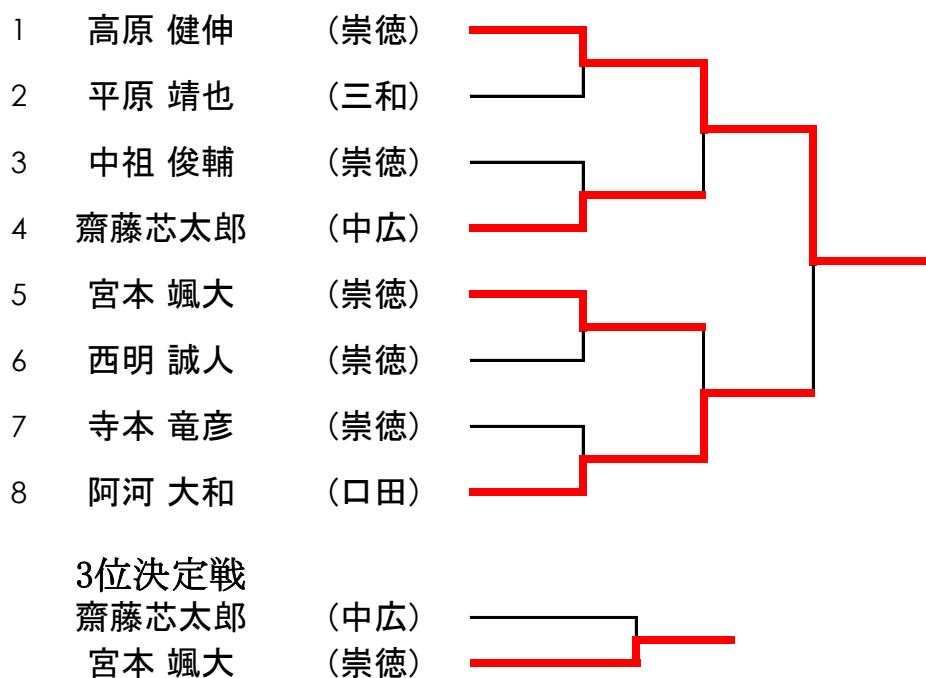 1 高原 健伸 (崇徳)
2 平原 靖也 (三和)
3 中祖 俊輔 (崇徳)
4 齋藤芯太郎 (中広)
5 宮本 颯大 (崇徳)
6 西明 誠人 (崇徳)
7 寺本 竜彦 (崇徳)
8 阿河 大和 (口田)
3位決定戦
齋藤芯太郎 (中広)
宮本 颯大 (崇徳)